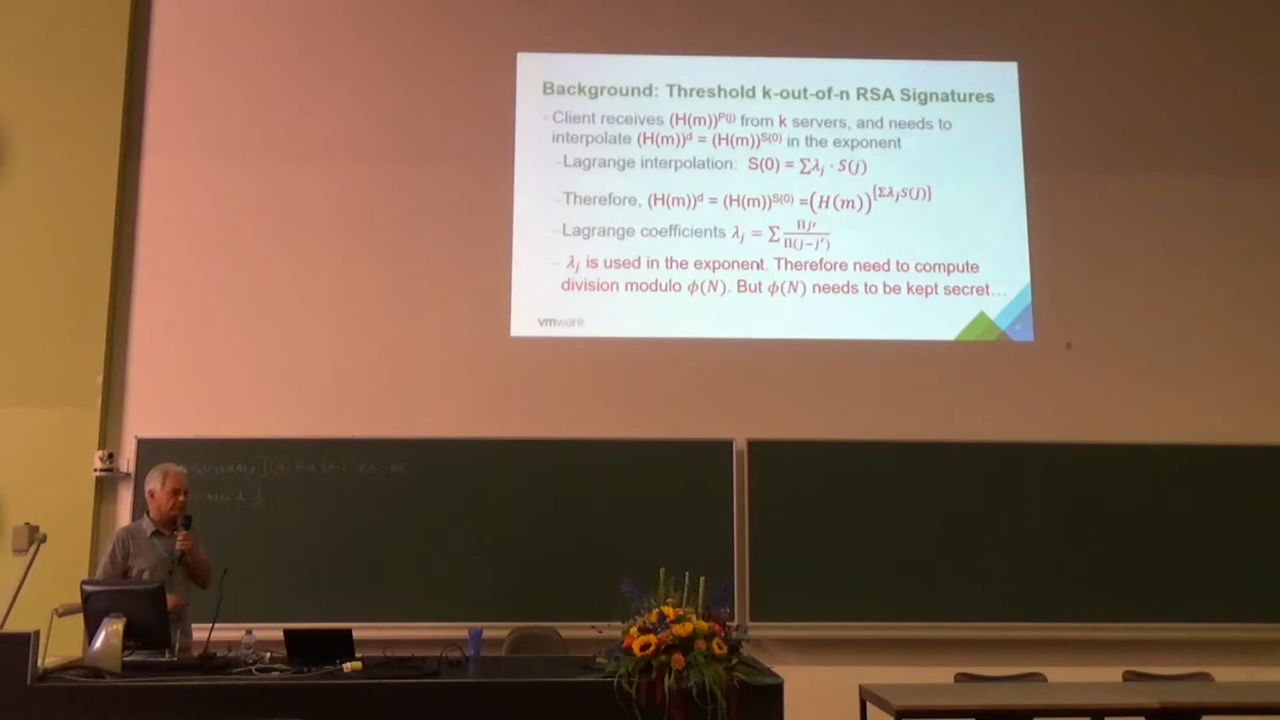 Background: Threshold k-out-of-n RSA Signatures
Client receives (H(m))^P(i) from k servers, and needs to
interpolate (H(m))^d = (H(m))^S(0) in the exponent
Lagrange interpolation: S(0) = Σλ_j · S(j)
Therefore, (H(m))^d = (H(m))^S(0) =(H(m))^{Σλ_jS(j)}
Lagrange coefficients λ_j = Σ Πj′ / Π(j−j′)
λ_j is used in the exponent. Therefore need to compute
division modulo ϕ(N). But ϕ(N) needs to be kept secret…
vmware